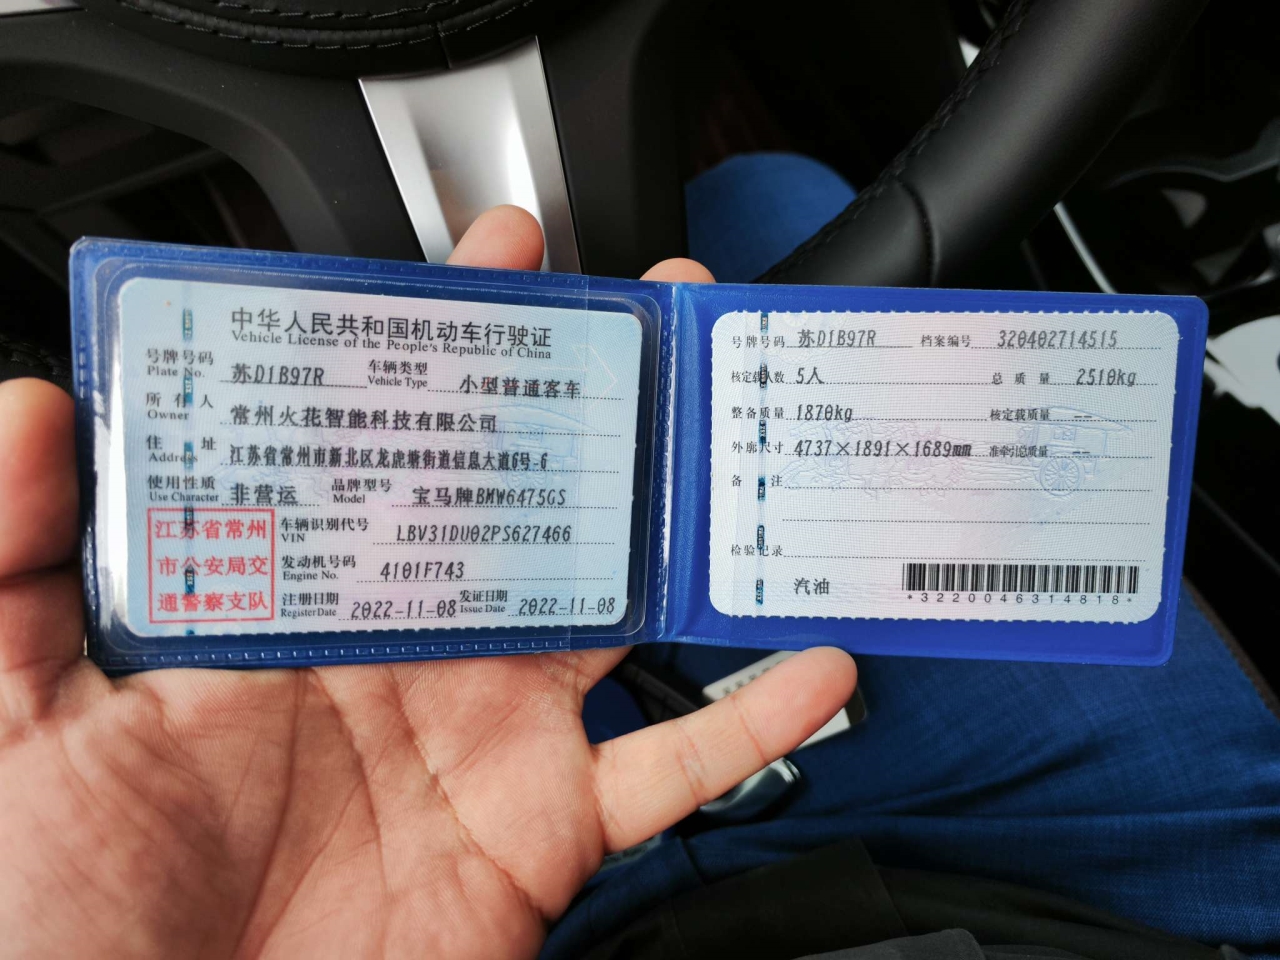 中华人民共和国机动车行驶证
Vehicle License of the People's Republic of China
号牌号码 Plate No. 苏D1B97R 车辆类型 Vehicle Type 小型普通客车
所有人 Owner 常州火花智能科技有限公司
住址 Address 江苏省常州市新北区龙虎塘街道信息大道6号-6
使用性质 Use Character 非营运 品牌型号 Model 宝马牌BMW6475GS
江苏省常州
市公安局交
通警察支队
车辆识别代号 VIN LBV31DU02PS627466
发动机号码 Engine No. 4101F743
注册日期 Register Date 2022-11-08 发证日期 Issue Date 2022-11-08
号牌号码 苏D1B97R 档案编号 320402714515
核定载人数 5人 总质量 2510kg
整备质量 1870kg 核定载质量 --
外廓尺寸 4737×1891×1689mm 准牵引总质量 --
备注
检验记录
汽油
*3220046314818*